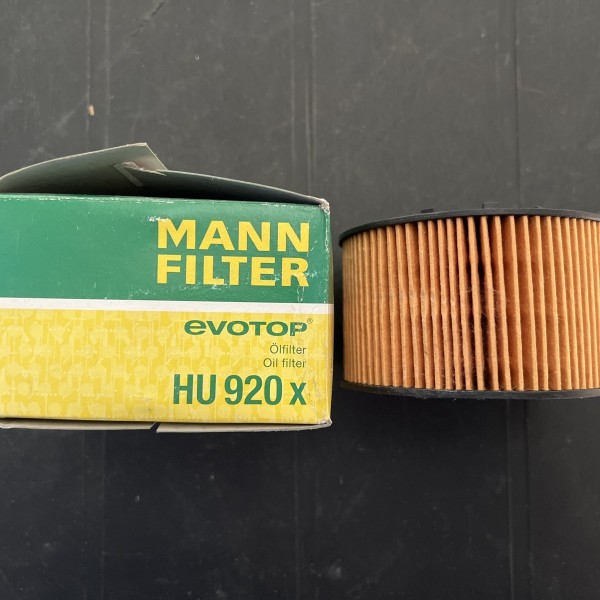 MANN
FILTER
evotop®
Ölfilter
Oil filter
HU 920 x